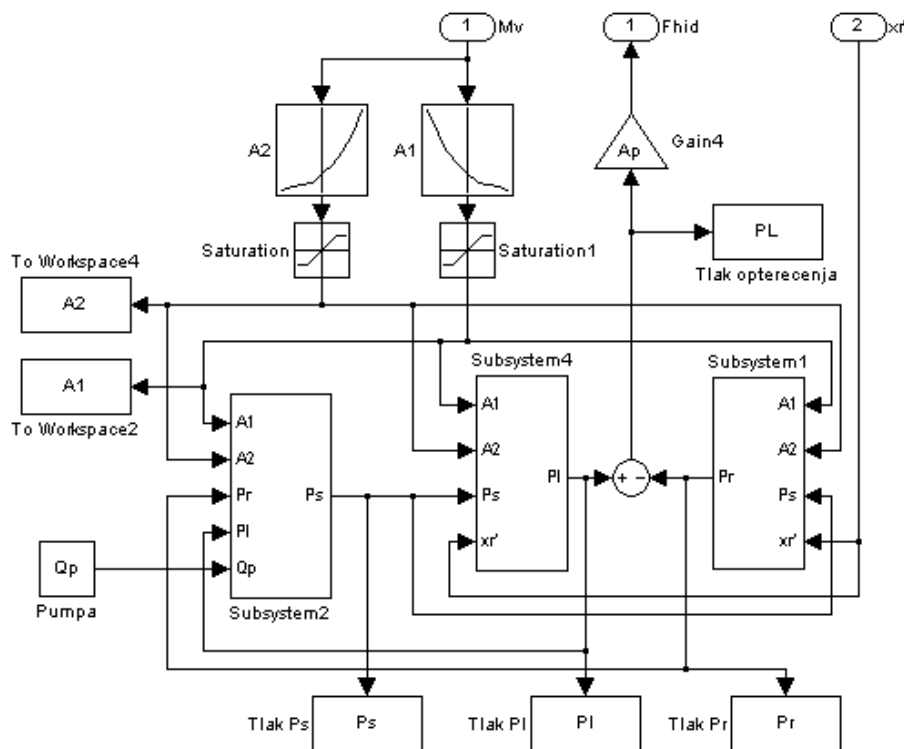 1 Mv
1 Fhid
2 xr'
A2
A1
Ap
Gain4
Saturation
Saturation1
PL
Tlak opterecenja
To Workspace4
A2
A1
To Workspace2
Subsystem4
Subsystem1
A1
A2
Pr
Pl
Qp
Ps
Subsystem2
A1
A2
Ps
xr'
Pl
+ −
Pr
A1
A2
Ps
xr'
Qp
Pumpa
Tlak Ps
Ps
Tlak Pl
Pl
Tlak Pr
Pr